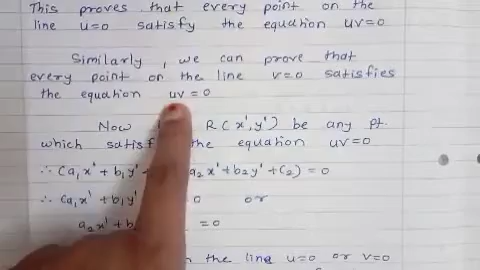 This proves that every point on the
line u=0 satisfy the equation uv=0
Similarly, we can prove that
every point on the line v=0 satisfies
the equation uv=0
Now R(x',y') be any pt.
which the equation uv=0
∴ (a₁x'+b₁y'+ a₂x'+b₂y'+c₂)=0
∴ (a₁x'+b₁y' 0 or
a₂x'+b =0
the line u=0 or v=0